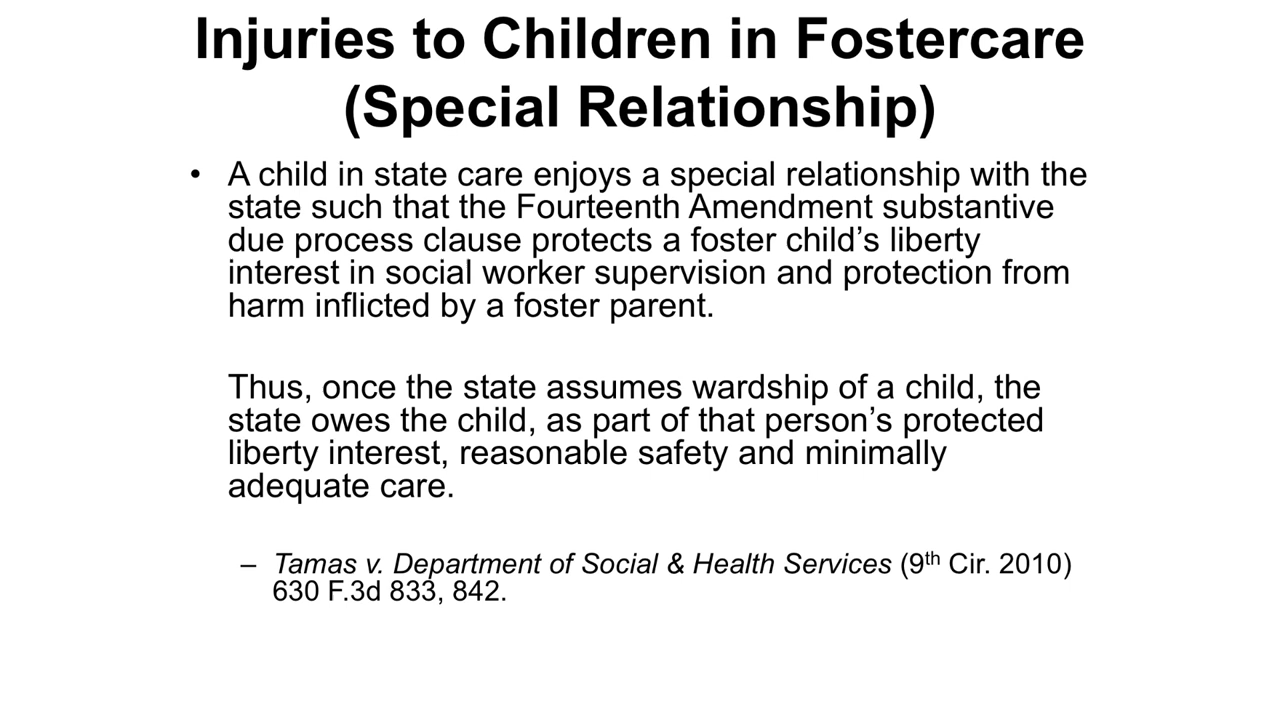 Injuries to Children in Fostercare
(Special Relationship)
• A child in state care enjoys a special relationship with the
state such that the Fourteenth Amendment substantive
due process clause protects a foster child’s liberty
interest in social worker supervision and protection from
harm inflicted by a foster parent.
Thus, once the state assumes wardship of a child, the
state owes the child, as part of that person’s protected
liberty interest, reasonable safety and minimally
adequate care.
– Tamas v. Department of Social & Health Services (9th Cir. 2010)
630 F.3d 833, 842.